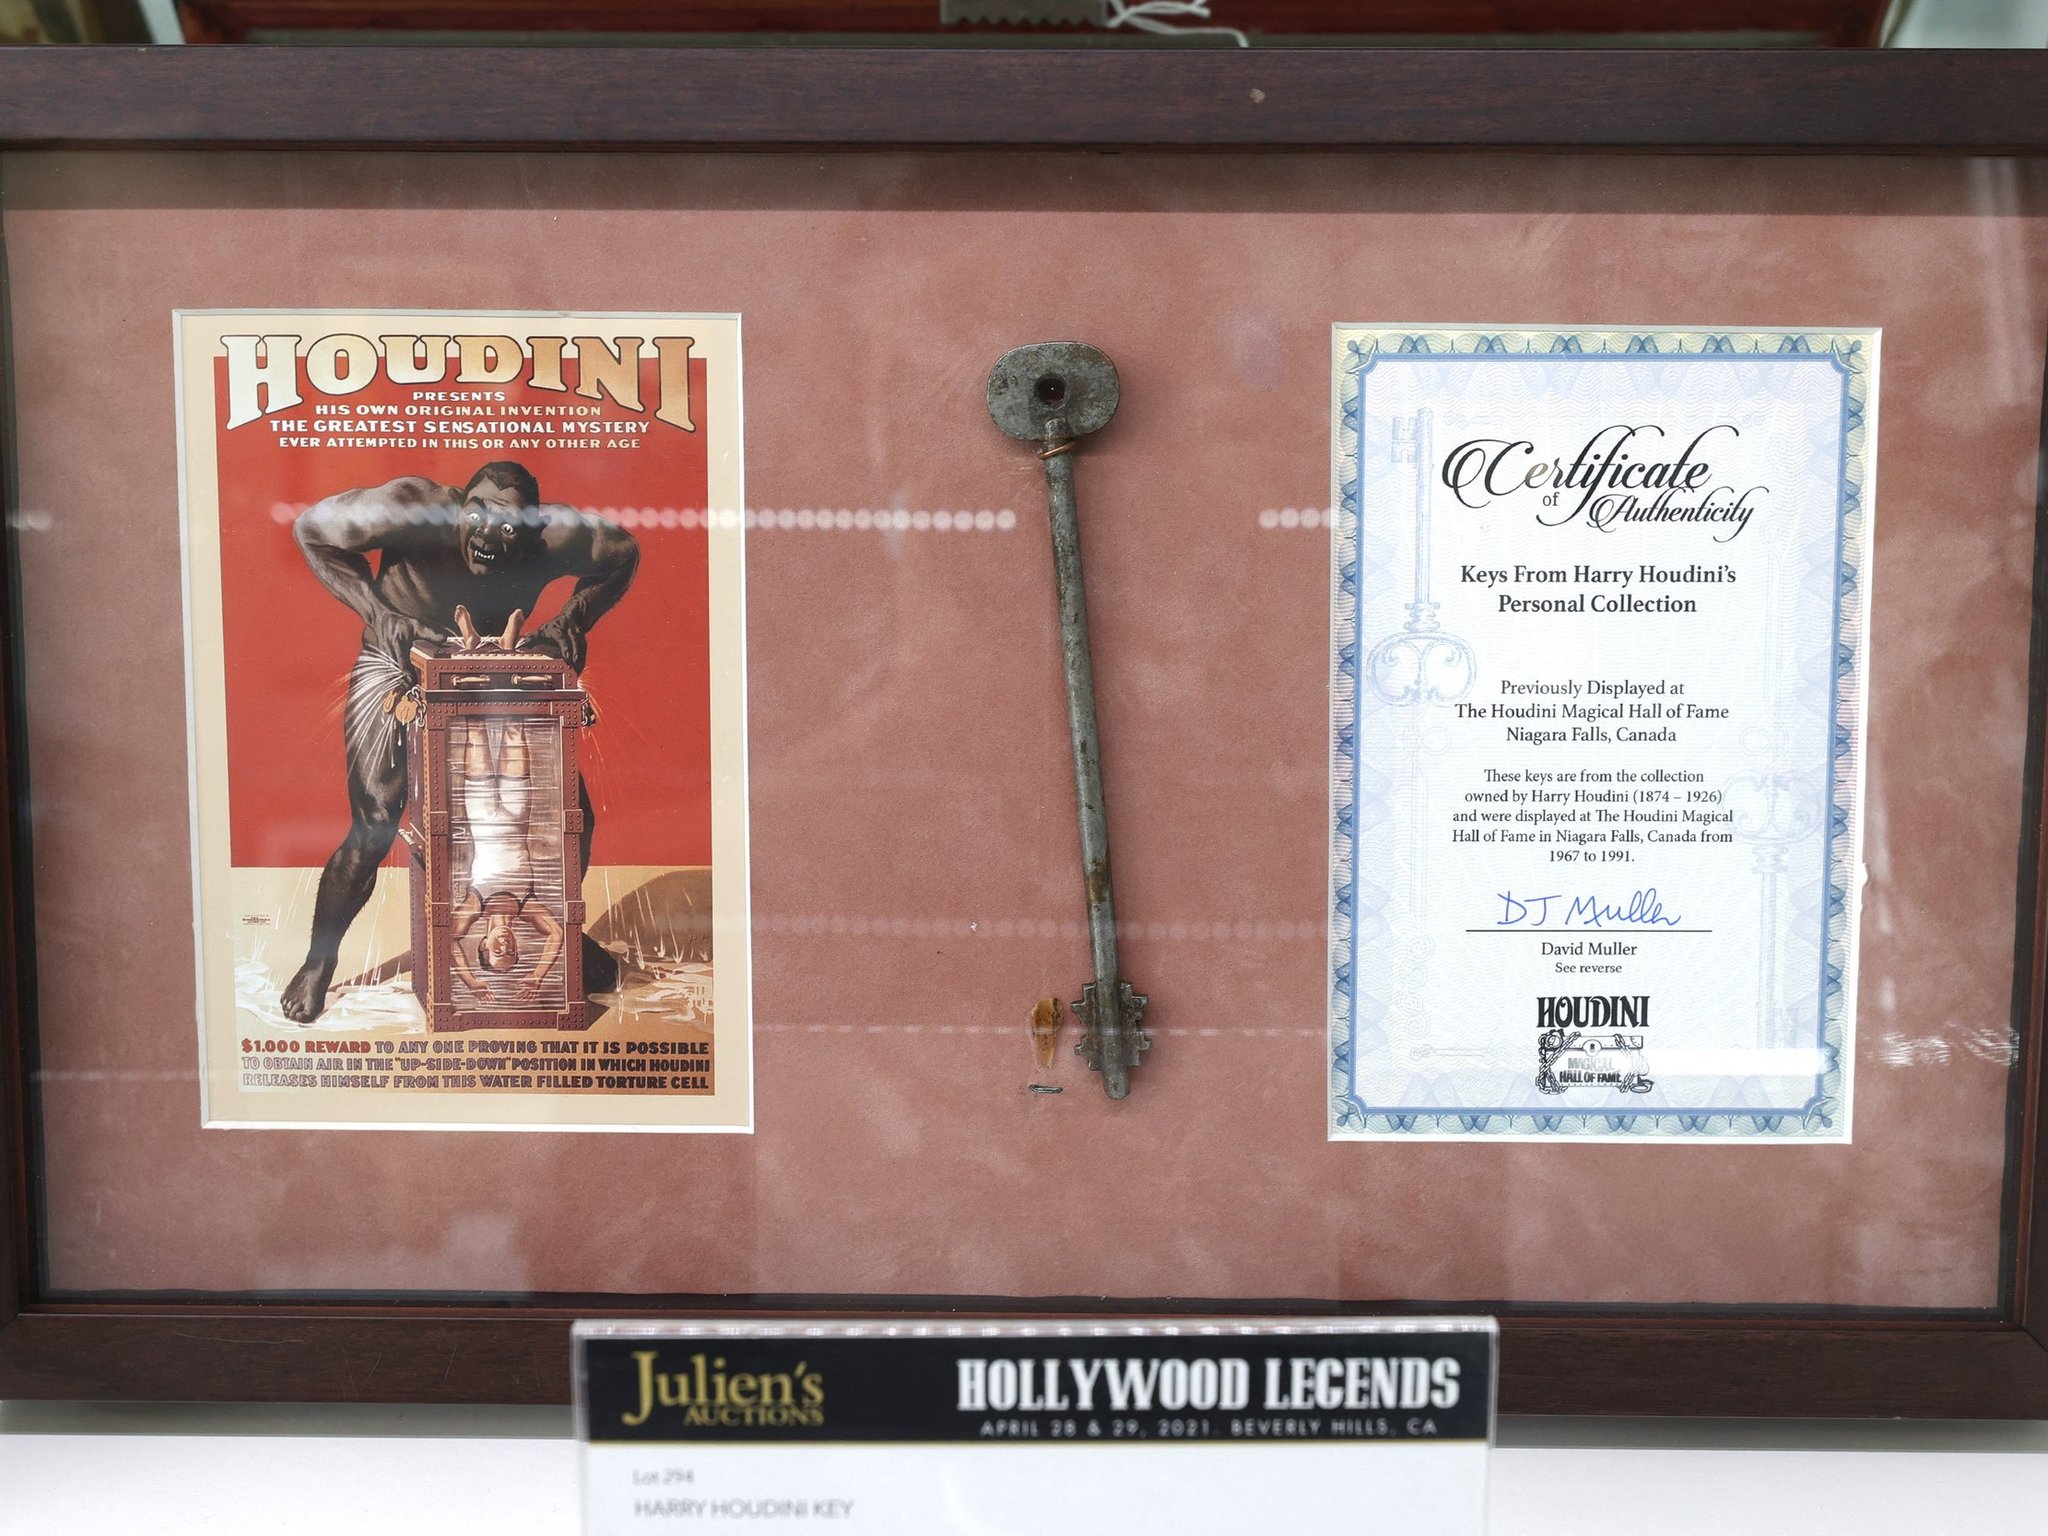 HOUDINI
PRESENTS
HIS OWN ORIGINAL INVENTION
THE GREATEST SENSATIONAL MYSTERY
EVER ATTEMPTED IN THIS OR ANY OTHER AGE
$1,000 REWARD TO ANY ONE PROVING THAT IT IS POSSIBLE
TO OBTAIN AIR IN THE "UP-SIDE-DOWN" POSITION IN WHICH HOUDINI
RELEASES HIMSELF FROM THIS WATER FILLED TORTURE CELL
Certificate
of Authenticity
Keys From Harry Houdini's
Personal Collection
Previously Displayed at
The Houdini Magical Hall of Fame
Niagara Falls, Canada
These keys are from the collection
owned by Harry Houdini (1874 – 1926)
and were displayed at The Houdini Magical
Hall of Fame in Niagara Falls, Canada from
1967 to 1991.
DJ Muller
David Muller
See reverse
HOUDINI
MAGICAL
HALL OF FAME
Julien's
AUCTIONS
HOLLYWOOD LEGENDS
APRIL 28 & 29, 2021. BEVERLY HILLS, CA
Lot 294
HARRY HOUDINI KEY